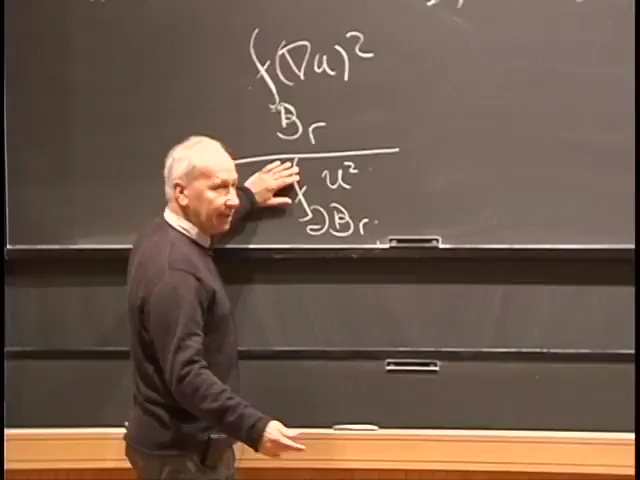 ∫(∇u)²
Br
∫ u²
∂Br